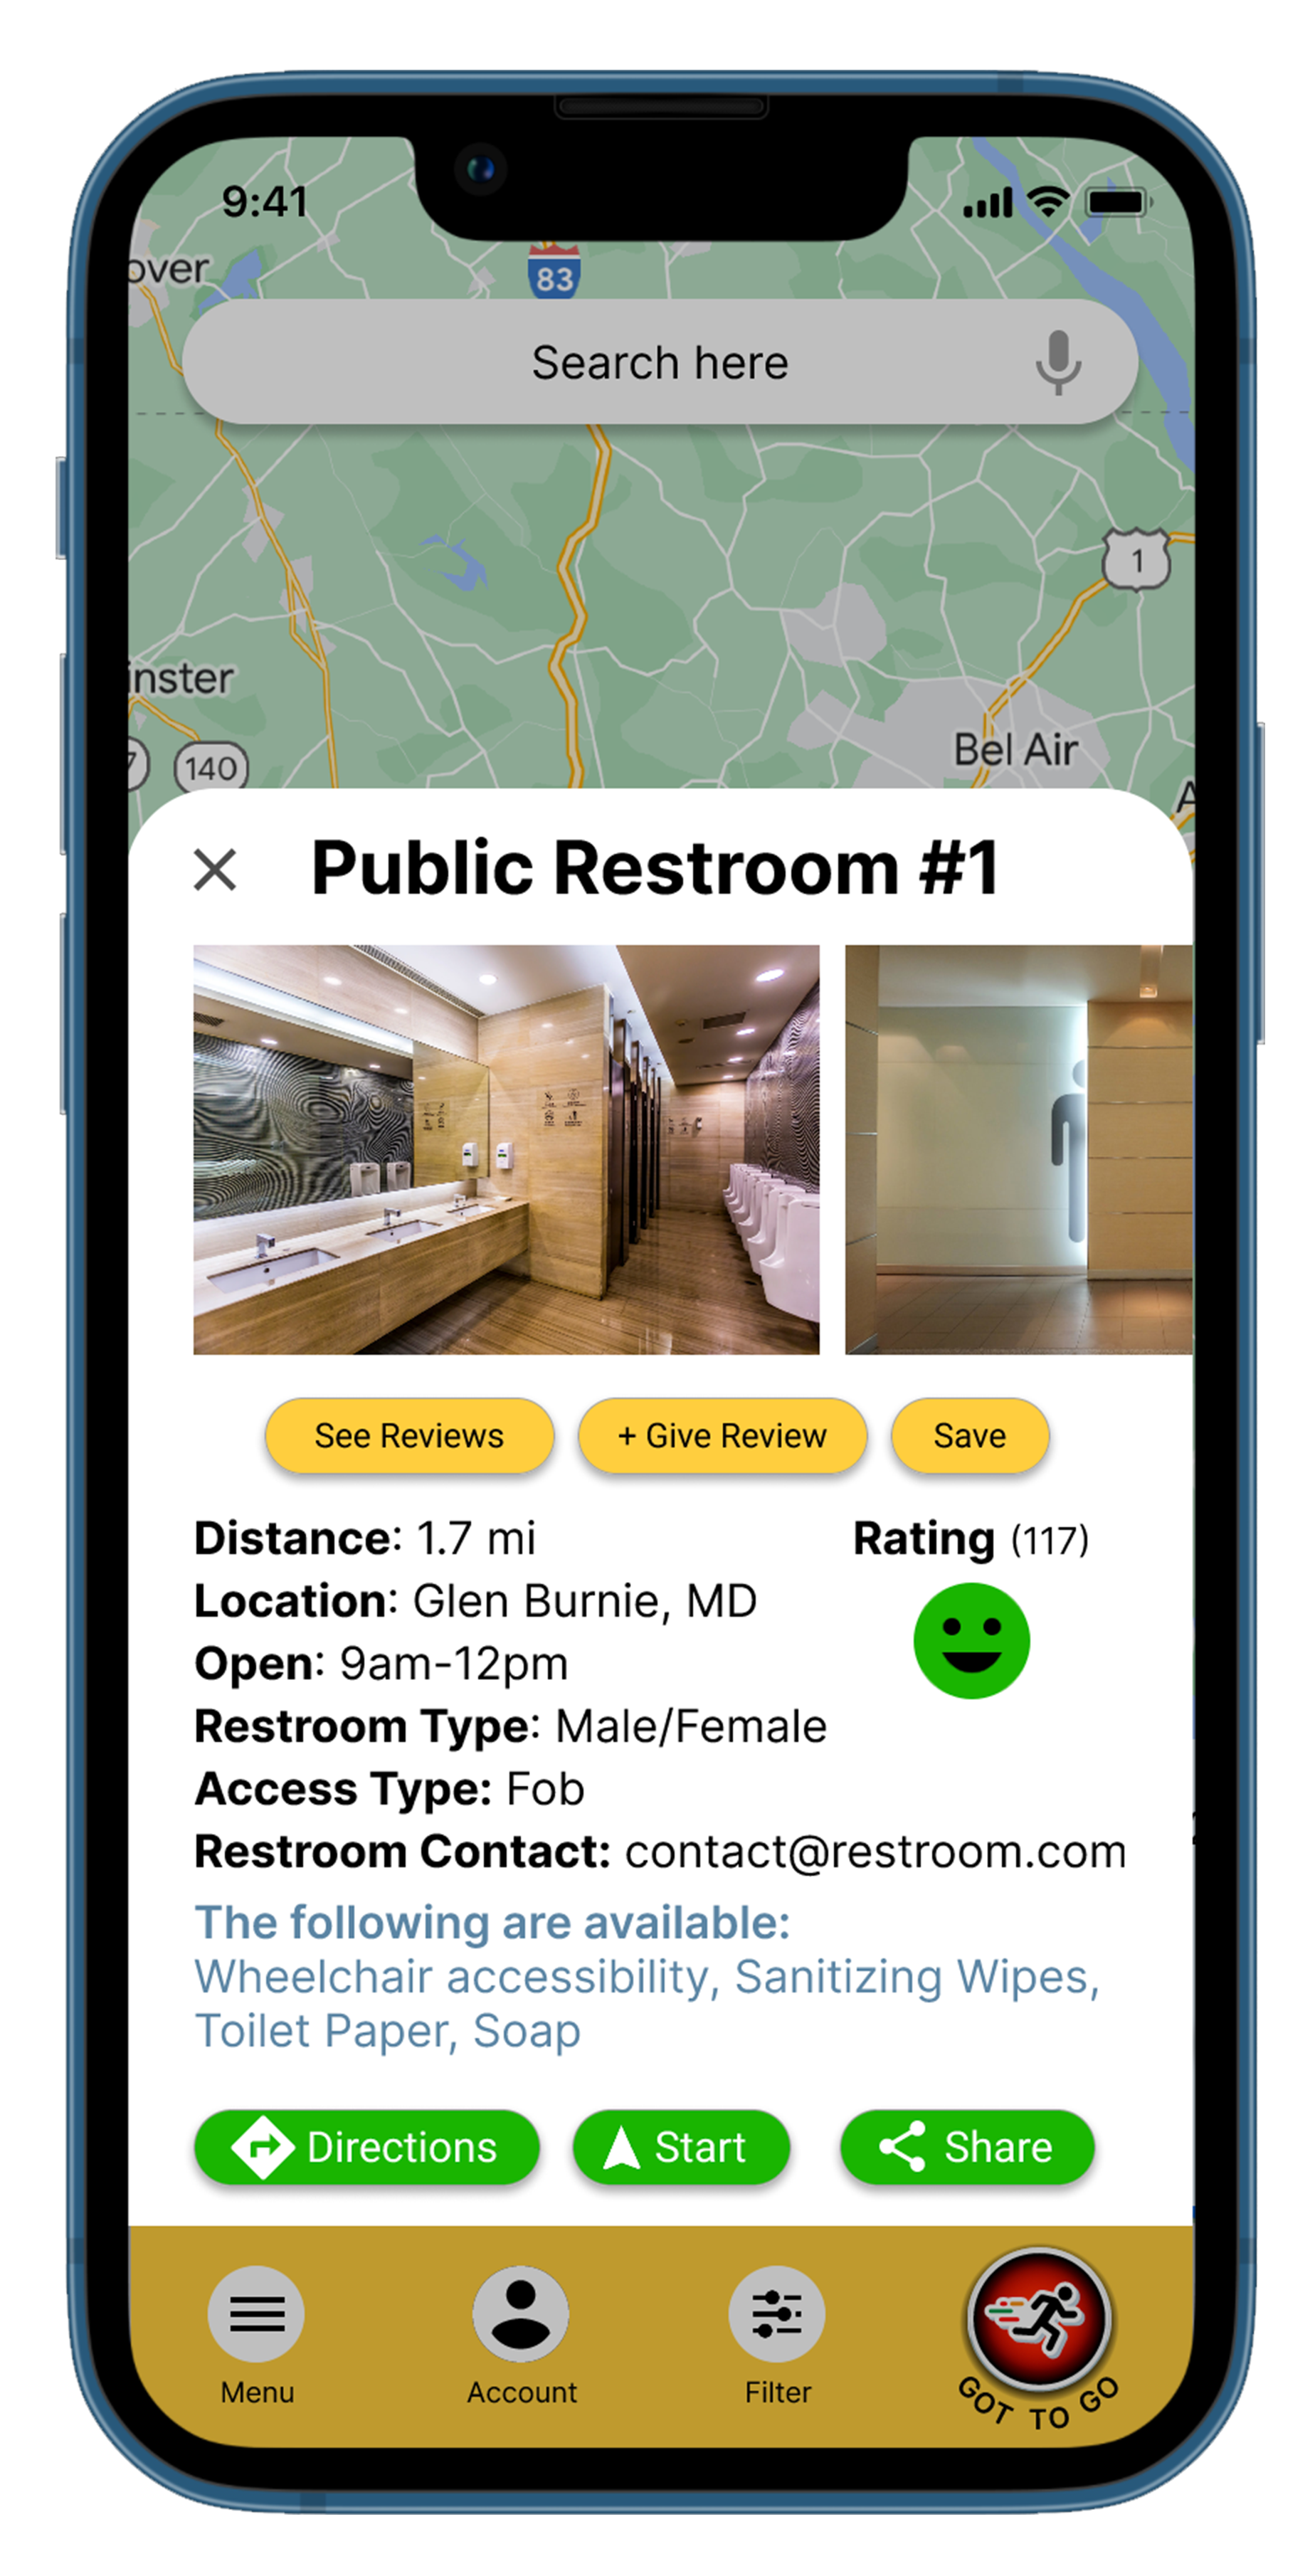 9:41
over
83
Search here
1
inster
140
Bel Air
Public Restroom #1
See Reviews
+ Give Review
Save
Distance: 1.7 mi
Rating (117)
Location: Glen Burnie, MD
Open: 9am-12pm
Restroom Type: Male/Female
Access Type: Fob
Restroom Contact: contact@restroom.com
The following are available:
Wheelchair accessibility, Sanitizing Wipes,
Toilet Paper, Soap
Directions
Start
Share
Menu
Account
Filter
GOT TO GO